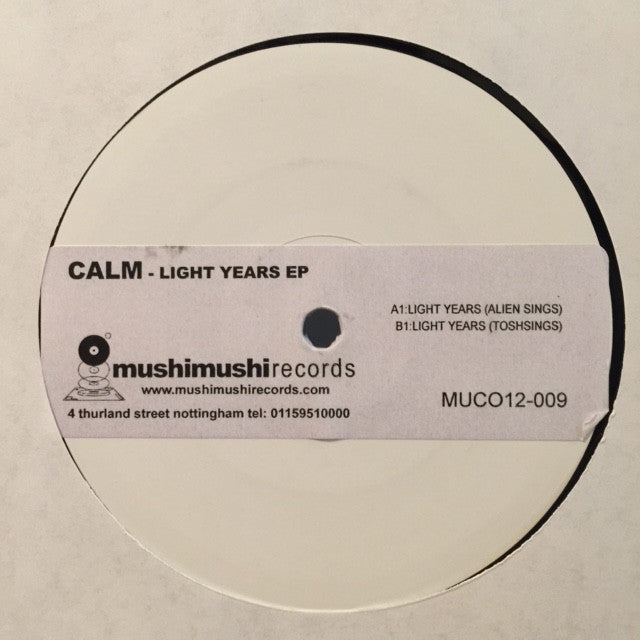 CALM - LIGHT YEARS EP
A1:LIGHT YEARS (ALIEN SINGS)
B1:LIGHT YEARS (TOSHSINGS)
mushimushirecords
www.mushimushirecords.com
4 thurland street nottingham tel: 01159510000
MUCO12-009